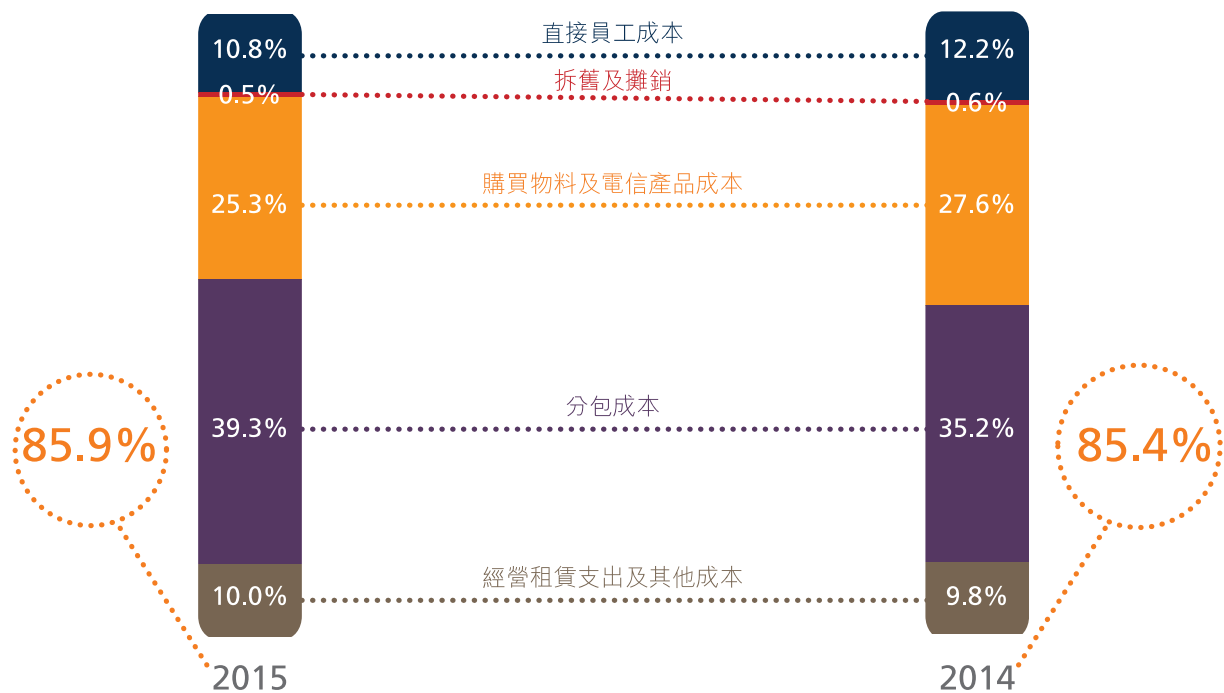 10.8%
直接員工成本
12.2%
0.5%
拆舊及攤銷
0.6%
25.3%
購買物料及電信產品成本
27.6%
39.3%
分包成本
35.2%
85.9%
85.4%
10.0%
經營租賃支出及其他成本
9.8%
2015
2014